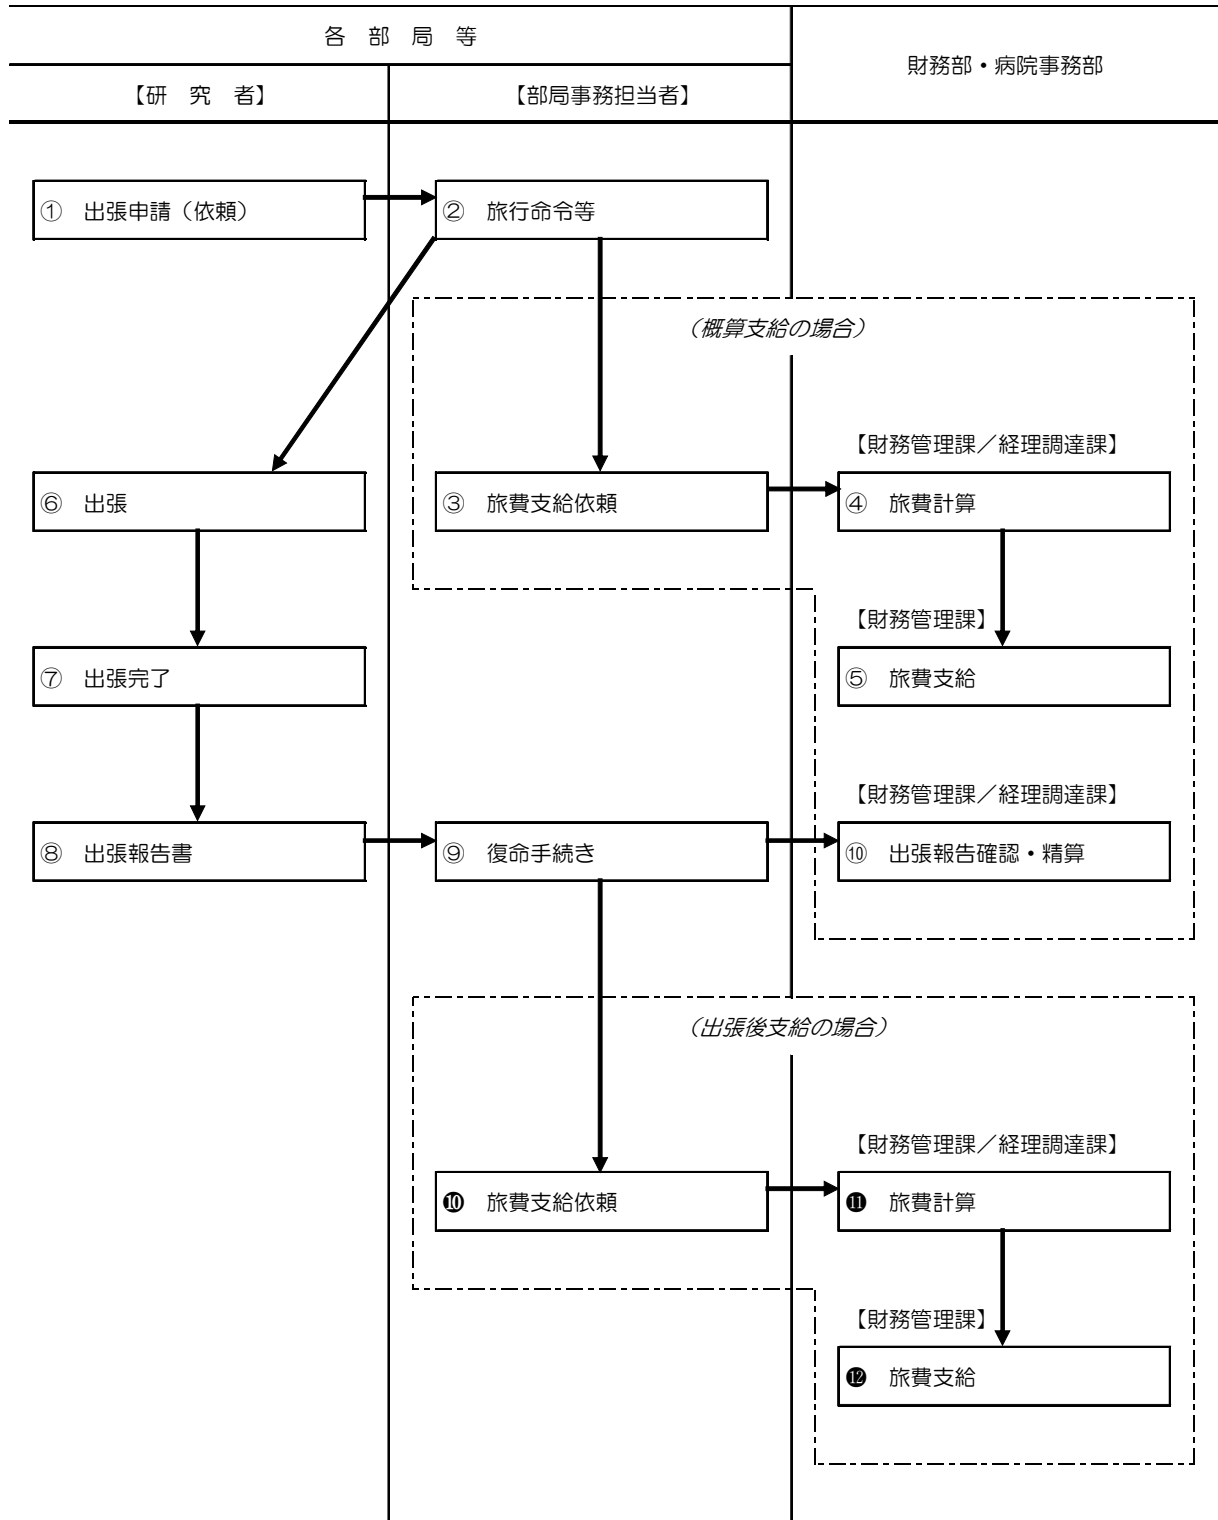 各 部 局 等
財務部・病院事務部
【研 究 者】
【部局事務担当者】
① 出張申請（依頼）
② 旅行命令等
（概算支給の場合）
【財務管理課／経理調達課】
⑥ 出張
③ 旅費支給依頼
④ 旅費計算
【財務管理課】
⑦ 出張完了
⑤ 旅費支給
【財務管理課／経理調達課】
⑧ 出張報告書
⑨ 復命手続き
⑩ 出張報告確認・精算
（出張後支給の場合）
【財務管理課／経理調達課】
❿ 旅費支給依頼
⓫ 旅費計算
【財務管理課】
⓬ 旅費支給